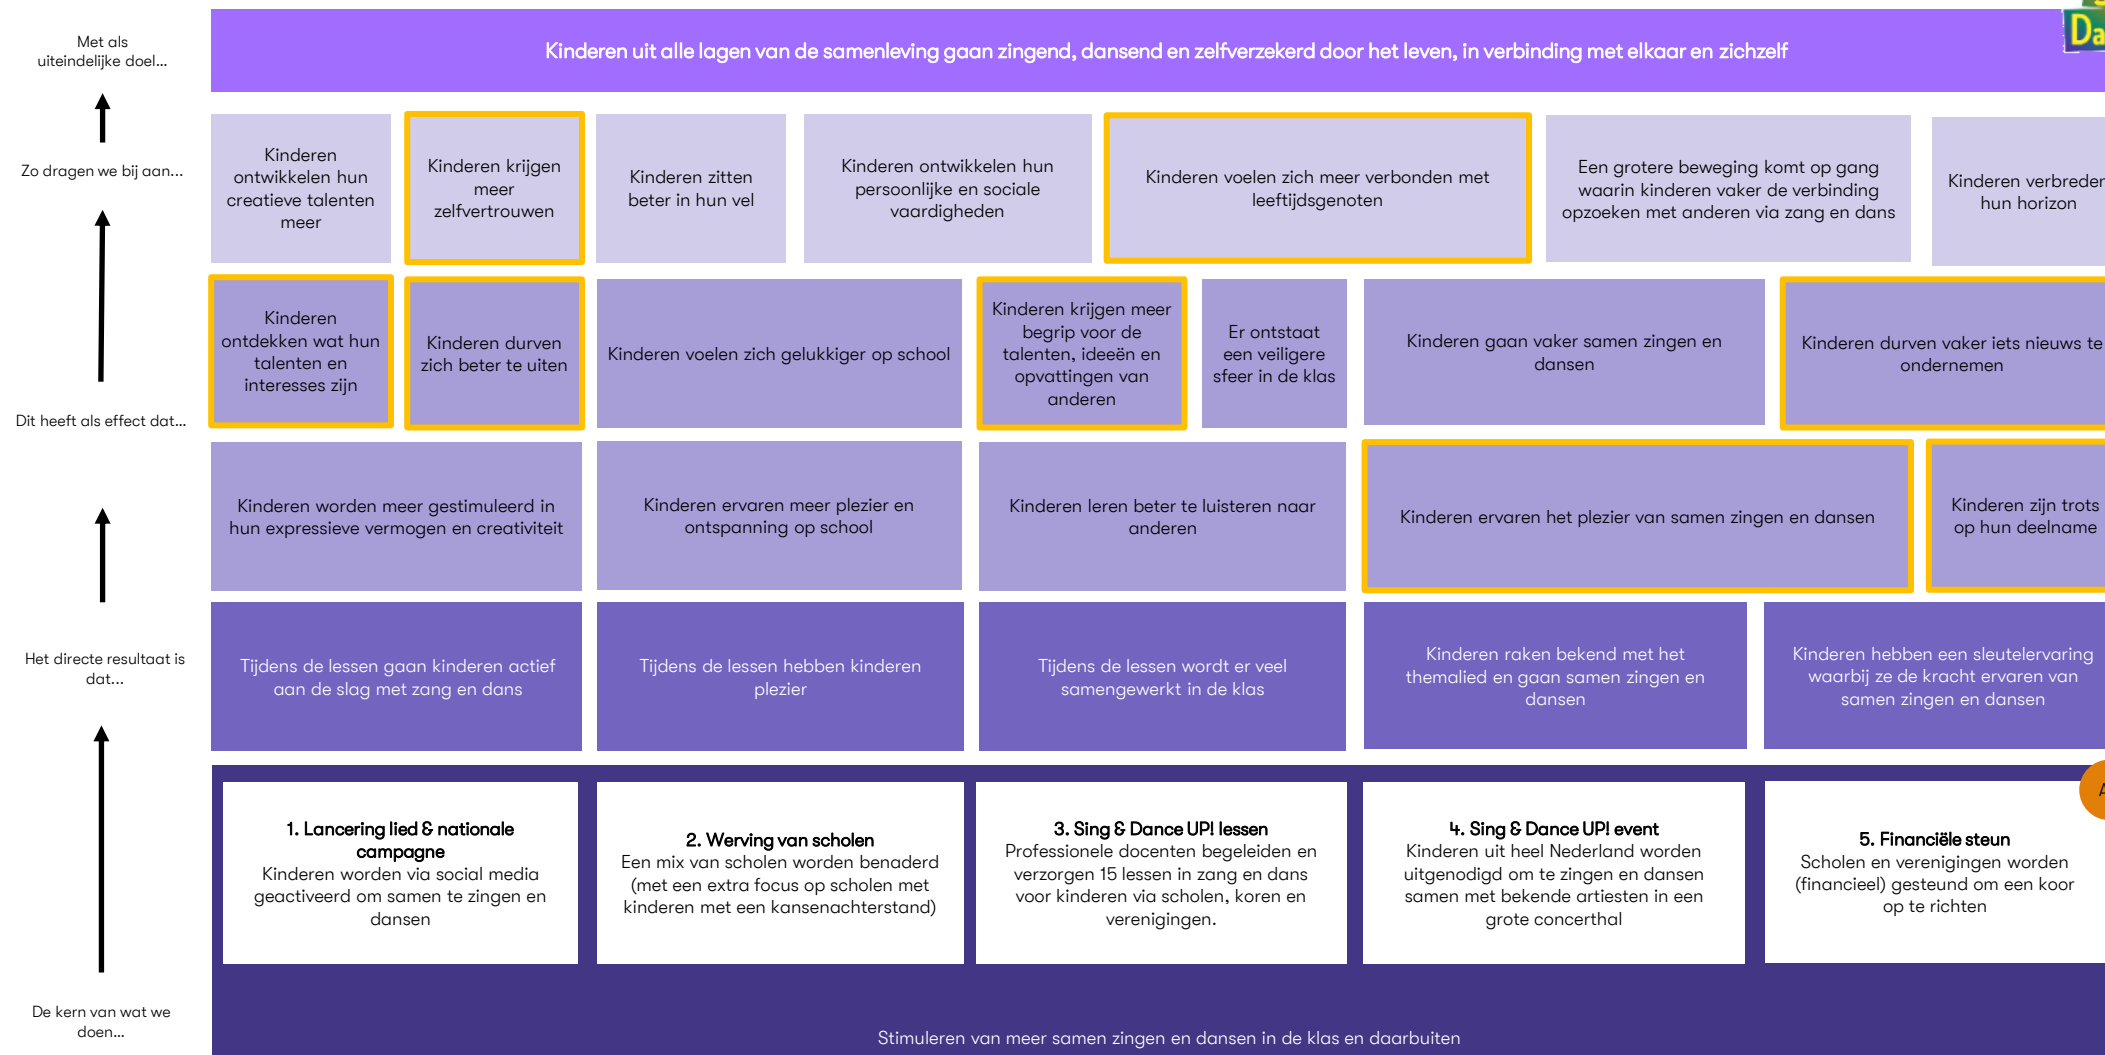 Met als
uiteindelijke doel...
Kinderen uit alle lagen van de samenleving gaan zingend, dansend en zelfverzekerd door het leven, in verbinding met elkaar en zichzelf
Da
Zo dragen we bij aan...
Kinderen
ontwikkelen hun
creatieve talenten
meer
Kinderen krijgen
meer
zelfvertrouwen
Kinderen zitten
beter in hun vel
Kinderen ontwikkelen hun
persoonlijke en sociale
vaardigheden
Kinderen voelen zich meer verbonden met
leeftijdsgenoten
Een grotere beweging komt op gang
waarin kinderen vaker de verbinding
opzoeken met anderen via zang en dans
Kinderen verbreden
hun horizon
Kinderen
ontdekken wat hun
talenten en
interesses zijn
Kinderen durven
zich beter te uiten
Kinderen voelen zich gelukkiger op school
Kinderen krijgen meer
begrip voor de
talenten, ideeën en
opvattingen van
anderen
Er ontstaat
een veiligere
sfeer in de klas
Kinderen gaan vaker samen zingen en
dansen
Kinderen durven vaker iets nieuws te
ondernemen
Dit heeft als effect dat...
Kinderen worden meer gestimuleerd in
hun expressieve vermogen en creativiteit
Kinderen ervaren meer plezier en
ontspanning op school
Kinderen leren beter te luisteren naar
anderen
Kinderen ervaren het plezier van samen zingen en dansen
Kinderen zijn trots
op hun deelname
Het directe resultaat is
dat...
Tijdens de lessen gaan kinderen actief
aan de slag met zang en dans
Tijdens de lessen hebben kinderen
plezier
Tijdens de lessen wordt er veel
samengewerkt in de klas
Kinderen raken bekend met het
themalied en gaan samen zingen en
dansen
Kinderen hebben een sleutelervaring
waarbij ze de kracht ervaren van
samen zingen en dansen
1. Lancering lied & nationale
campagne
Kinderen worden via social media
geactiveerd om samen te zingen en
dansen
2. Werving van scholen
Een mix van scholen worden benaderd
(met een extra focus op scholen met
kinderen met een kansenachterstand)
3. Sing & Dance UP! lessen
Professionele docenten begeleiden en
verzorgen 15 lessen in zang en dans
voor kinderen via scholen, koren en
verenigingen.
4. Sing & Dance UP! event
Kinderen uit heel Nederland worden
uitgenodigd om te zingen en dansen
samen met bekende artiesten in een
grote concerthal
5. Financiële steun
Scholen en verenigingen worden
(financieel) gesteund om een koor
op te richten
De kern van wat we
doen...
Stimuleren van meer samen zingen en dansen in de klas en daarbuiten